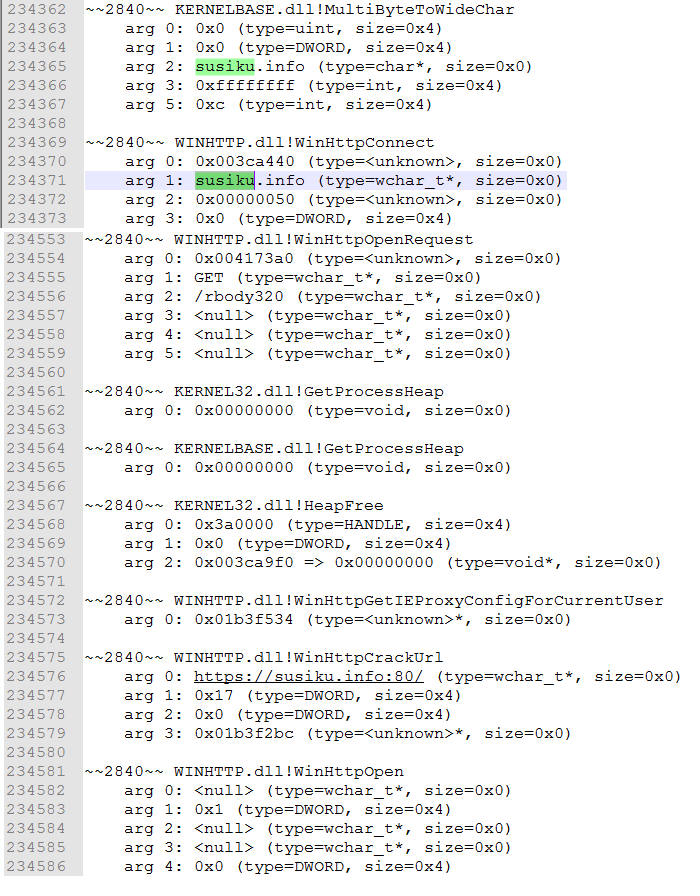 234362 ~~2840~~ KERNELBASE.dll!MultiByteToWideChar
234363 arg 0: 0x0 (type=uint, size=0x4)
234364 arg 1: 0x0 (type=DWORD, size=0x4)
234365 arg 2: susiku.info (type=char*, size=0x0)
234366 arg 3: 0xffffffff (type=int, size=0x4)
234367 arg 5: 0xc (type=int, size=0x4)
234368
234369 ~~2840~~ WINHTTP.dll!WinHttpConnect
234370 arg 0: 0x003ca440 (type=<unknown>, size=0x0)
234371 arg 1: susiku.info (type=wchar_t*, size=0x0)
234372 arg 2: 0x00000050 (type=<unknown>, size=0x0)
234373 arg 3: 0x0 (type=DWORD, size=0x4)
234553 ~~2840~~ WINHTTP.dll!WinHttpOpenRequest
234554 arg 0: 0x004173a0 (type=<unknown>, size=0x0)
234555 arg 1: GET (type=wchar_t*, size=0x0)
234556 arg 2: /rbody320 (type=wchar_t*, size=0x0)
234557 arg 3: <null> (type=wchar_t*, size=0x0)
234558 arg 4: <null> (type=wchar_t*, size=0x0)
234559 arg 5: <null> (type=wchar_t*, size=0x0)
234560
234561 ~~2840~~ KERNEL32.dll!GetProcessHeap
234562 arg 0: 0x00000000 (type=void, size=0x0)
234563
234564 ~~2840~~ KERNELBASE.dll!GetProcessHeap
234565 arg 0: 0x00000000 (type=void, size=0x0)
234566
234567 ~~2840~~ KERNEL32.dll!HeapFree
234568 arg 0: 0x3a0000 (type=HANDLE, size=0x4)
234569 arg 1: 0x0 (type=DWORD, size=0x4)
234570 arg 2: 0x003ca9f0 => 0x00000000 (type=void*, size=0x0)
234571
234572 ~~2840~~ WINHTTP.dll!WinHttpGetIEProxyConfigForCurrentUser
234573 arg 0: 0x01b3f534 (type=<unknown>*, size=0x0)
234574
234575 ~~2840~~ WINHTTP.dll!WinHttpCrackUrl
234576 arg 0: https://susiku.info:80/ (type=wchar_t*, size=0x0)
234577 arg 1: 0x17 (type=DWORD, size=0x4)
234578 arg 2: 0x0 (type=DWORD, size=0x4)
234579 arg 3: 0x01b3f2bc (type=<unknown>*, size=0x0)
234580
234581 ~~2840~~ WINHTTP.dll!WinHttpOpen
234582 arg 0: <null> (type=wchar_t*, size=0x0)
234583 arg 1: 0x1 (type=DWORD, size=0x4)
234584 arg 2: <null> (type=wchar_t*, size=0x0)
234585 arg 3: <null> (type=wchar_t*, size=0x0)
234586 arg 4: 0x0 (type=DWORD, size=0x4)